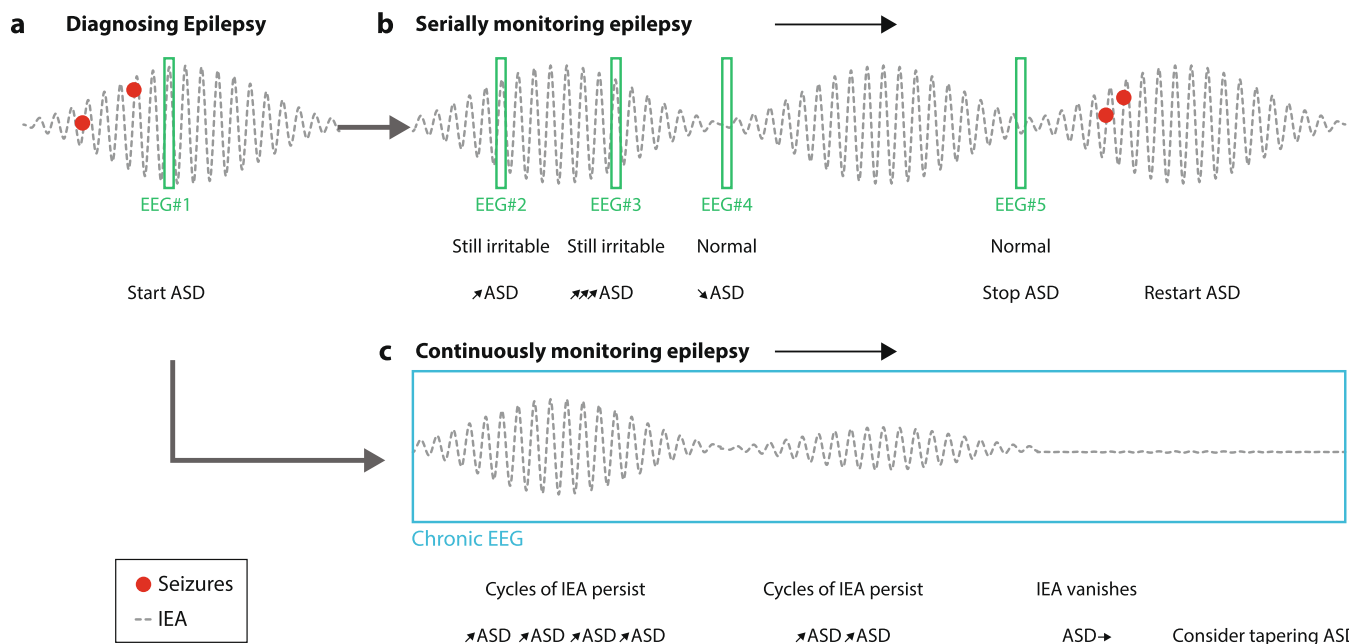 a Diagnosing Epilepsy
b Serially monitoring epilepsy
EEG#1
EEG#2 EEG#3 EEG#4 EEG#5
Still irritable Still irritable Normal Normal
Start ASD
↗ASD ↗↗↗ASD ↘ASD Stop ASD Restart ASD
c Continuously monitoring epilepsy
Chronic EEG
Seizures
IEA
Cycles of IEA persist Cycles of IEA persist IEA vanishes
↗ASD ↗ASD ↗ASD ↗ASD ↗ASD ↗ASD ASD→ Consider tapering ASD